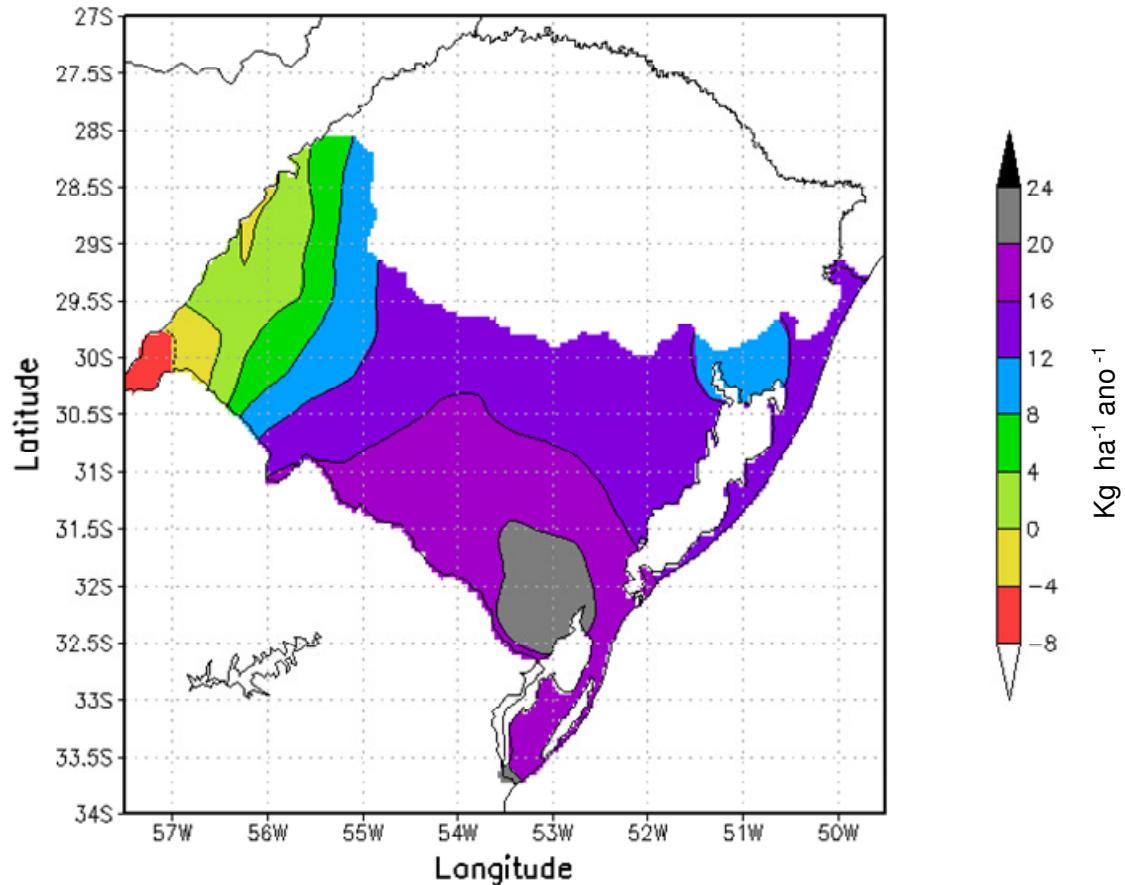 27S
27.5S
28S
28.5S
29S
29.5S
30S
30.5S
31S
31.5S
32S
32.5S
33S
33.5S
34S
Latitude
57W 56W 55W 54W 53W 52W 51W 50W
Longitude
24
20
16
12
8
4
0
−4
−8
Kg ha⁻¹ ano⁻¹